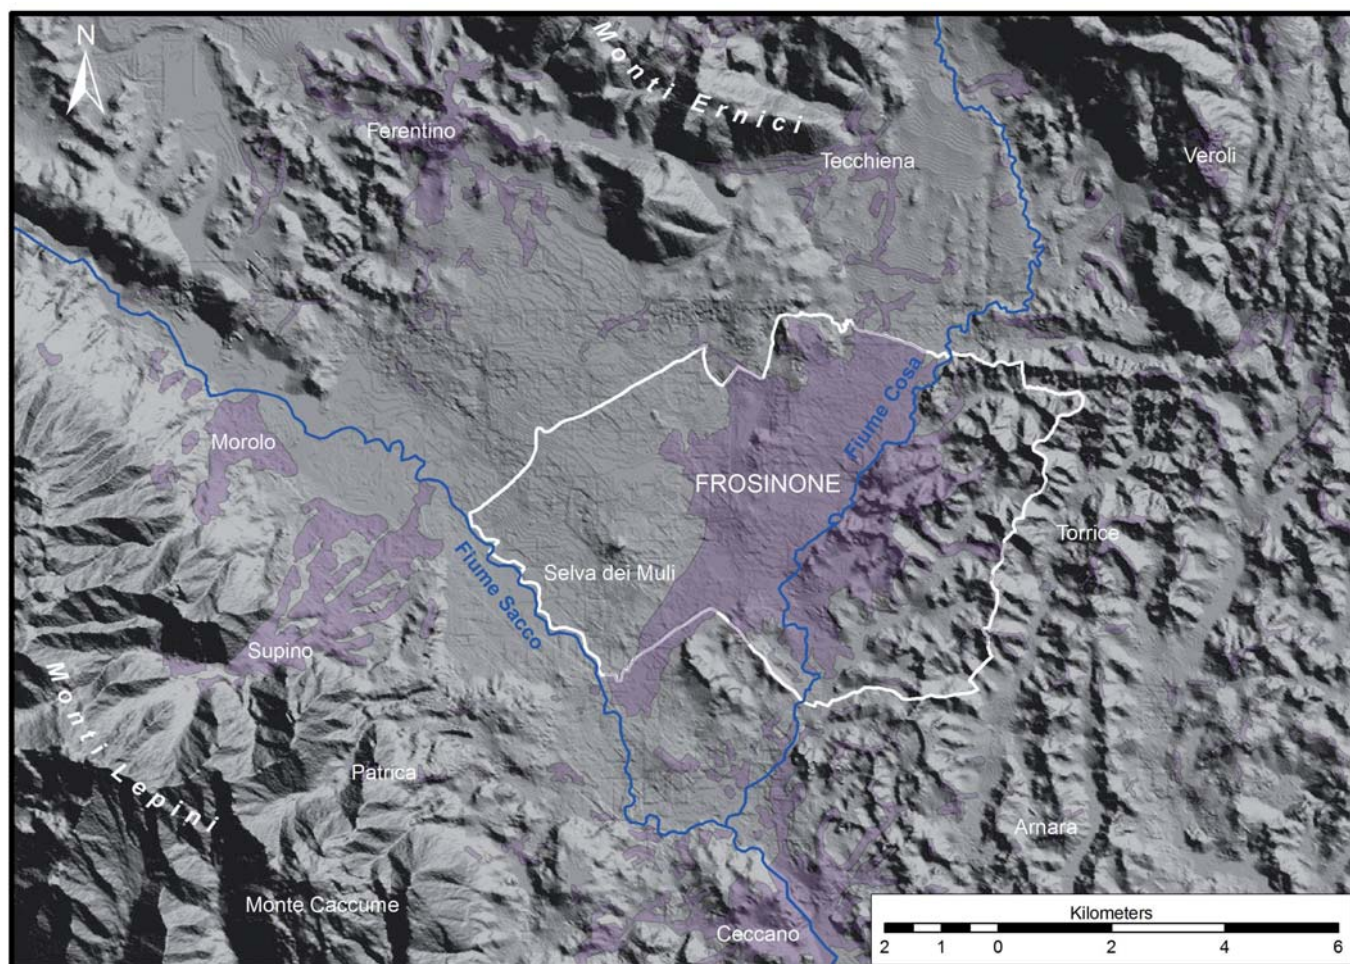 N
Monti Ernici
Ferentino
Tecchiena
Veroli
Morolo
Fiume Cosa
FROSINONE
Torrice
Fiume Sacco
Selva dei Muli
Supino
Monti Lepini
Patrica
Arnara
Monte Caccume
Ceccano
Kilometers
2 1 0 2 4 6